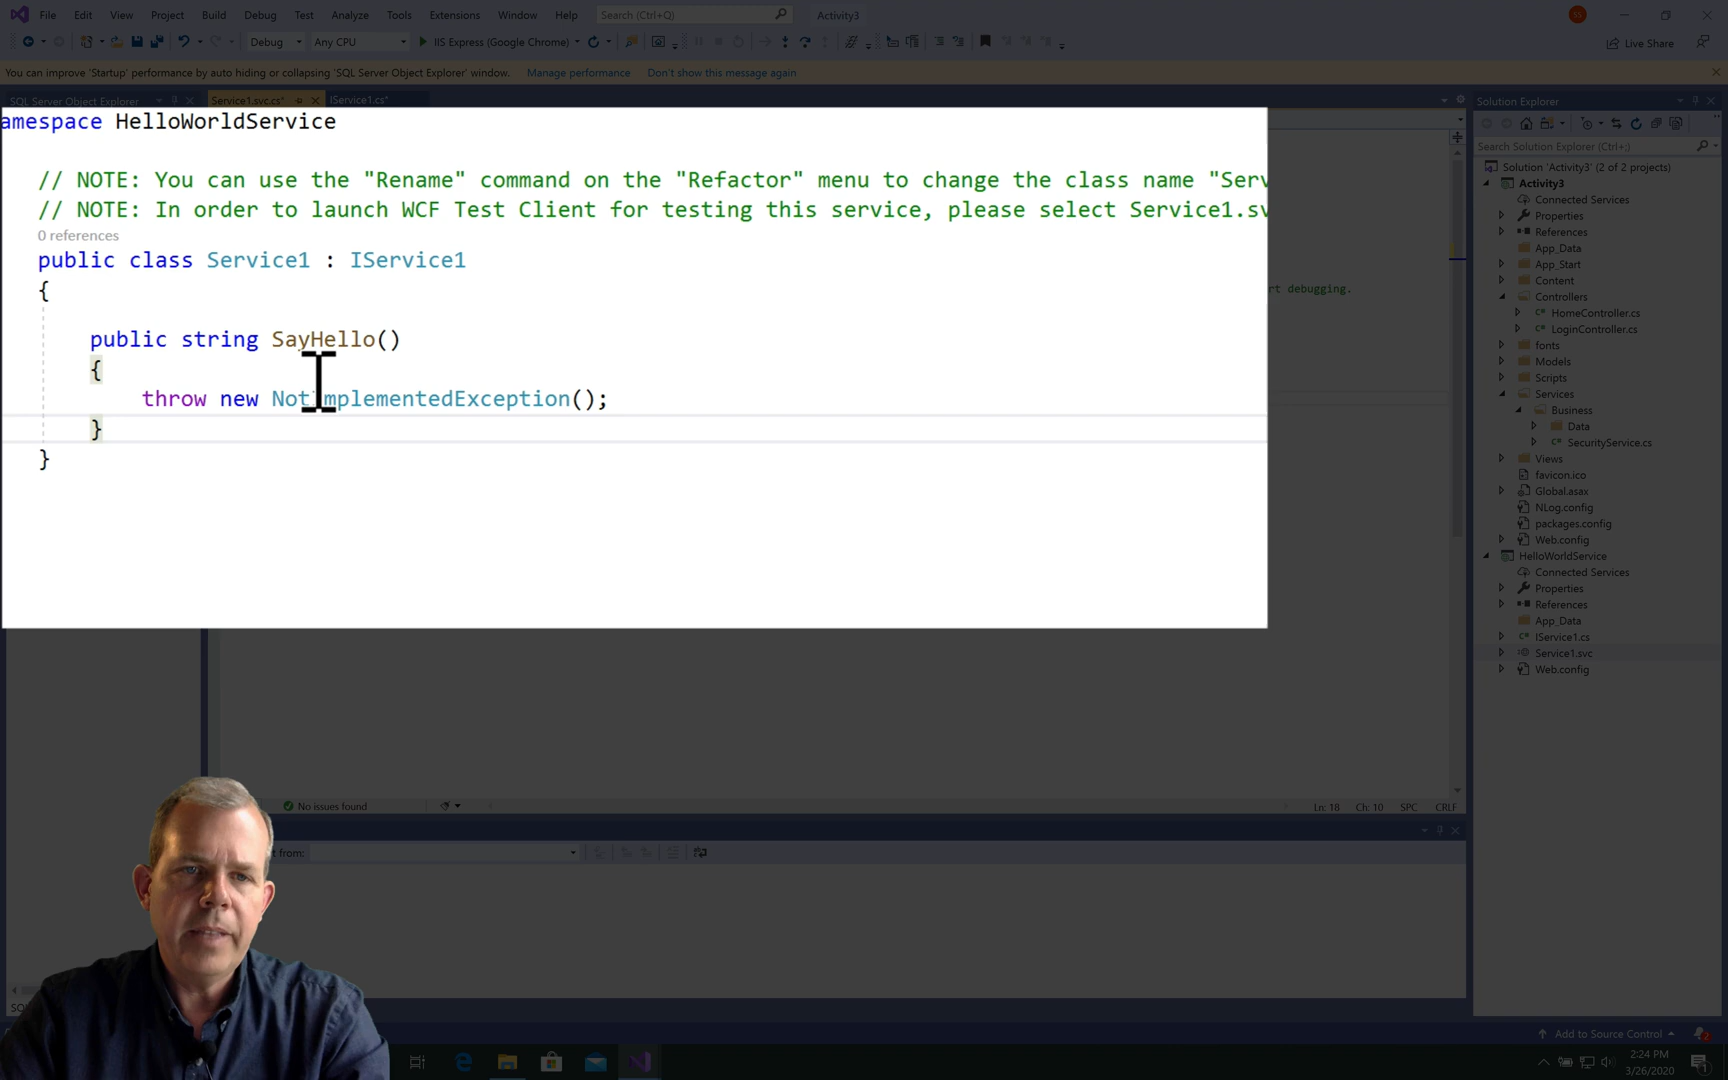 File Edit View Project Build Debug Test Analyze Tools Extensions Window Help Search (Ctrl+Q) Activity3 SS
Debug Any CPU IIS Express (Google Chrome) Live Share
You can improve 'Startup' performance by auto hiding or collapsing 'SQL Server Object Explorer' window. Manage performance Don't show this message again
SQL Server Object Explorer Service1.svc.cs* IService1.cs* Solution Explorer
amespace HelloWorldService
Search Solution Explorer (Ctrl+;)
// NOTE: You can use the "Rename" command on the "Refactor" menu to change the class name "Serv
// NOTE: In order to launch WCF Test Client for testing this service, please select Service1.sv
0 references
public class Service1 : IService1
{
rt debugging.
public string SayHello()
{
throw new NotImplementedException();
}
}
Solution 'Activity3' (2 of 2 projects)
Activity3
Connected Services
Properties
References
App_Data
App_Start
Content
Controllers
HomeController.cs
LoginController.cs
fonts
Models
Scripts
Services
Business
Data
SecurityService.cs
Views
favicon.ico
Global.asax
NLog.config
packages.config
Web.config
HelloWorldService
Connected Services
Properties
References
App_Data
IService1.cs
Service1.svc
Web.config
No issues found Ln: 18 Ch: 10 SPC CRLF
t from:
Add to Source Control 2
2:24 PM
3/26/2020
1